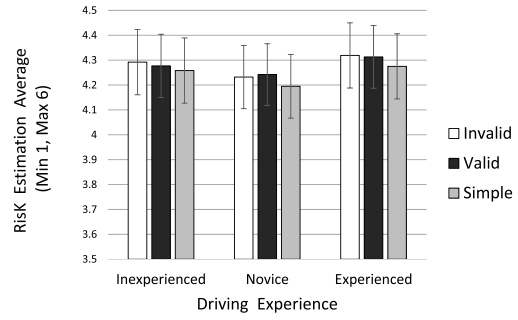 RisK Estimation Average
(Min 1, Max 6)
4.5
4.4
4.3
4.2
4.1
4
3.9
3.8
3.7
3.6
3.5
Inexperienced Novice Experienced
Driving Experience
Invalid
Valid
Simple